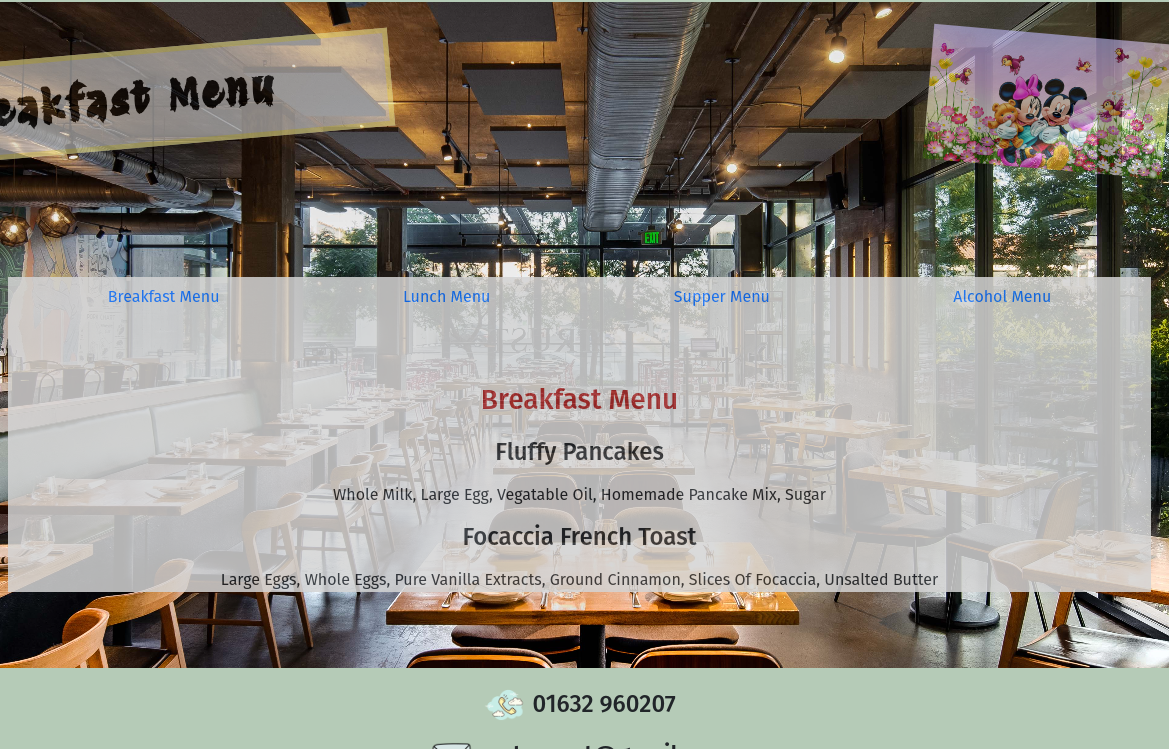 Menu
EXIT
Breakfast Menu Lunch Menu Supper Menu Alcohol Menu
Breakfast Menu
Fluffy Pancakes
Whole Milk, Large Egg, Vegatable Oil, Homemade Pancake Mix, Sugar
Focaccia French Toast
Large Eggs, Whole Eggs, Pure Vanilla Extracts, Ground Cinnamon, Slices Of Focaccia, Unsalted Butter
01632 960207